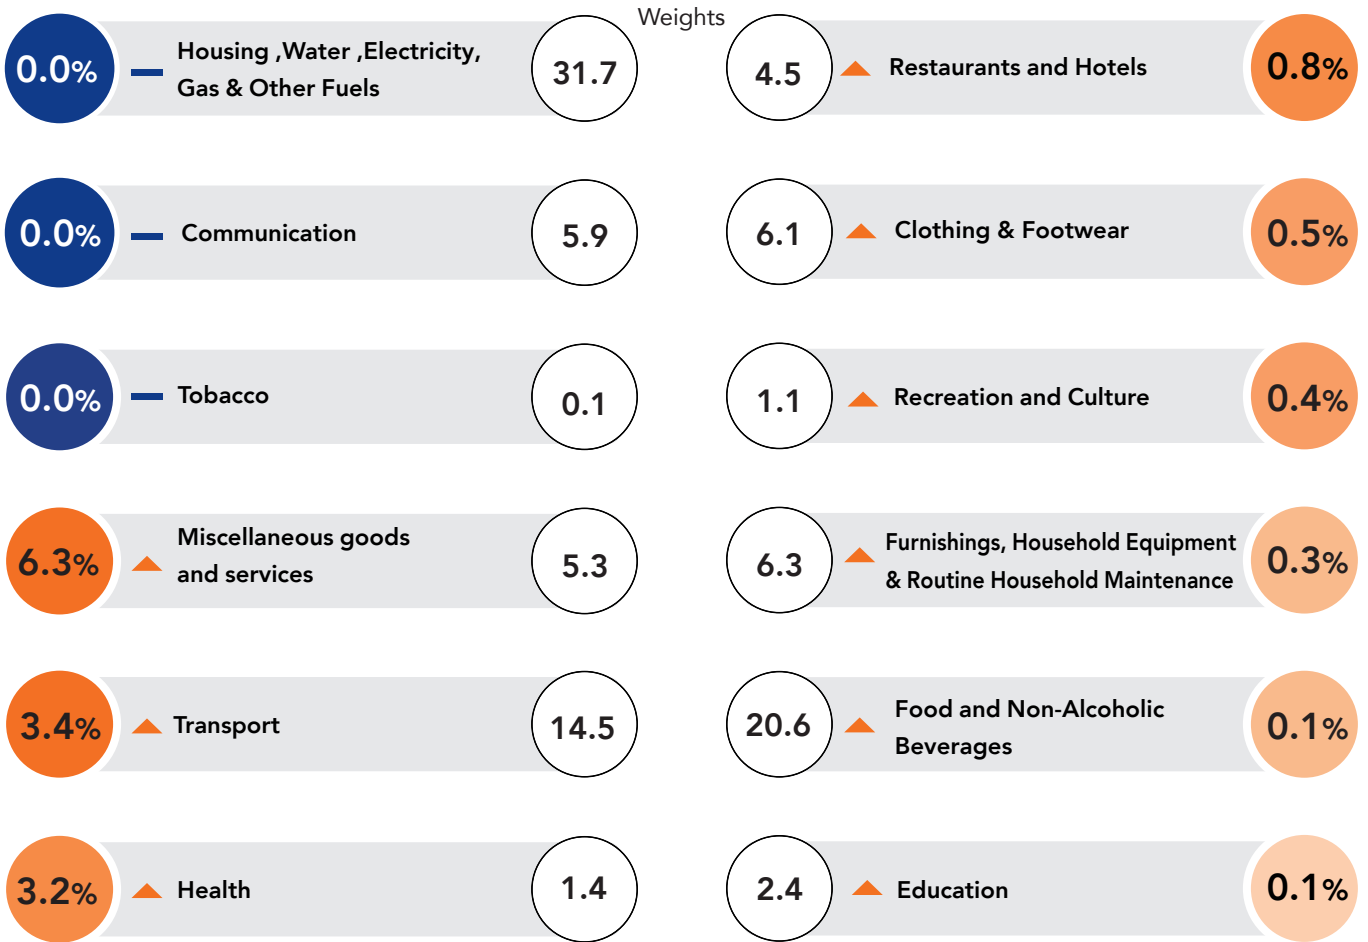 Weights
0.0%
Housing ,Water ,Electricity,
Gas & Other Fuels
31.7
4.5
Restaurants and Hotels
0.8%
0.0%
Communication
5.9
6.1
Clothing & Footwear
0.5%
0.0%
Tobacco
0.1
1.1
Recreation and Culture
0.4%
6.3%
Miscellaneous goods
and services
5.3
6.3
Furnishings, Household Equipment
& Routine Household Maintenance
0.3%
3.4%
Transport
14.5
20.6
Food and Non-Alcoholic
Beverages
0.1%
3.2%
Health
1.4
2.4
Education
0.1%